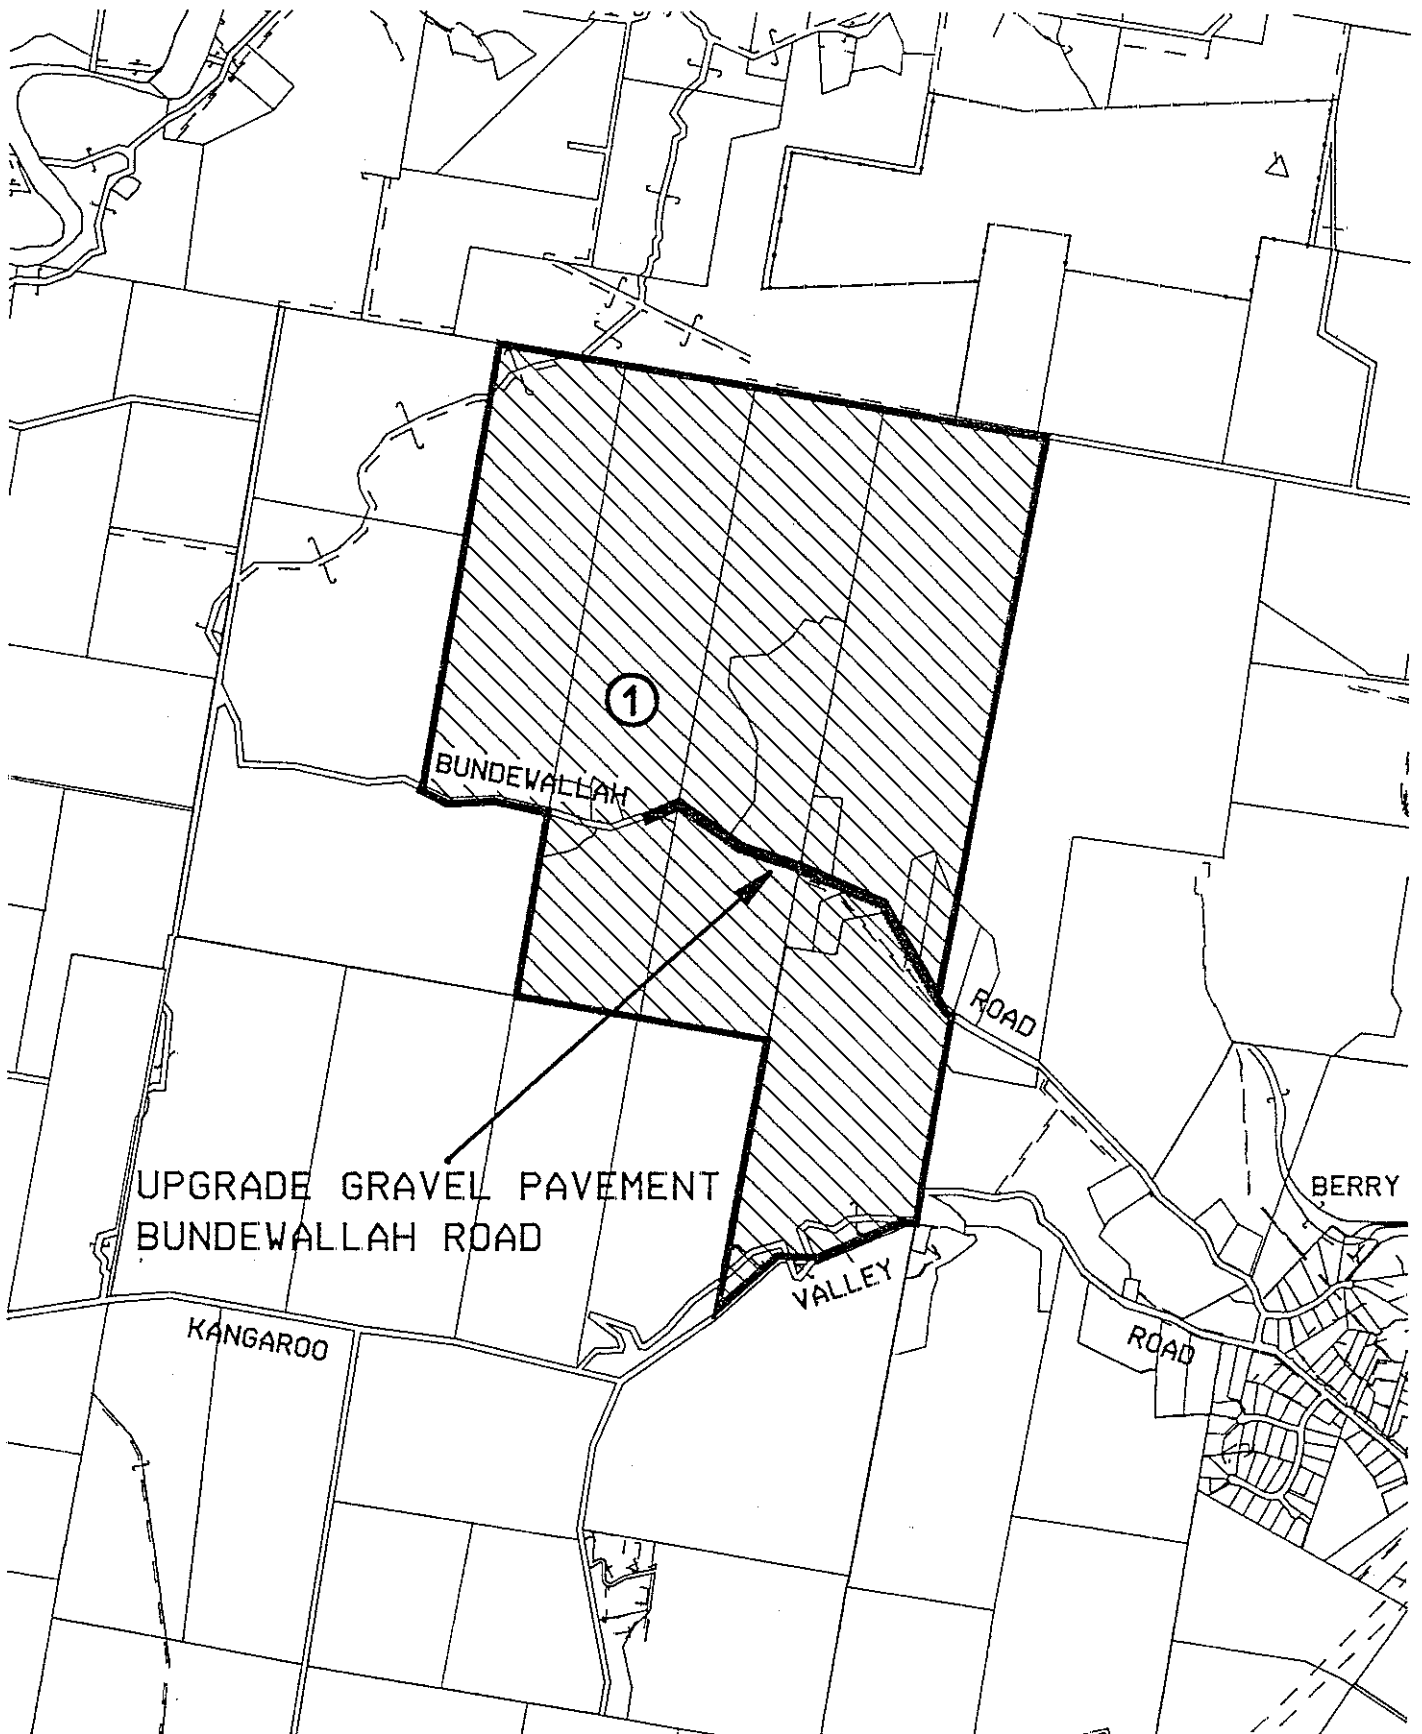 1
BUNDEWALLAH
ROAD
UPGRADE GRAVEL PAVEMENT
BUNDEWALLAH ROAD
BERRY
VALLEY
KANGAROO
ROAD